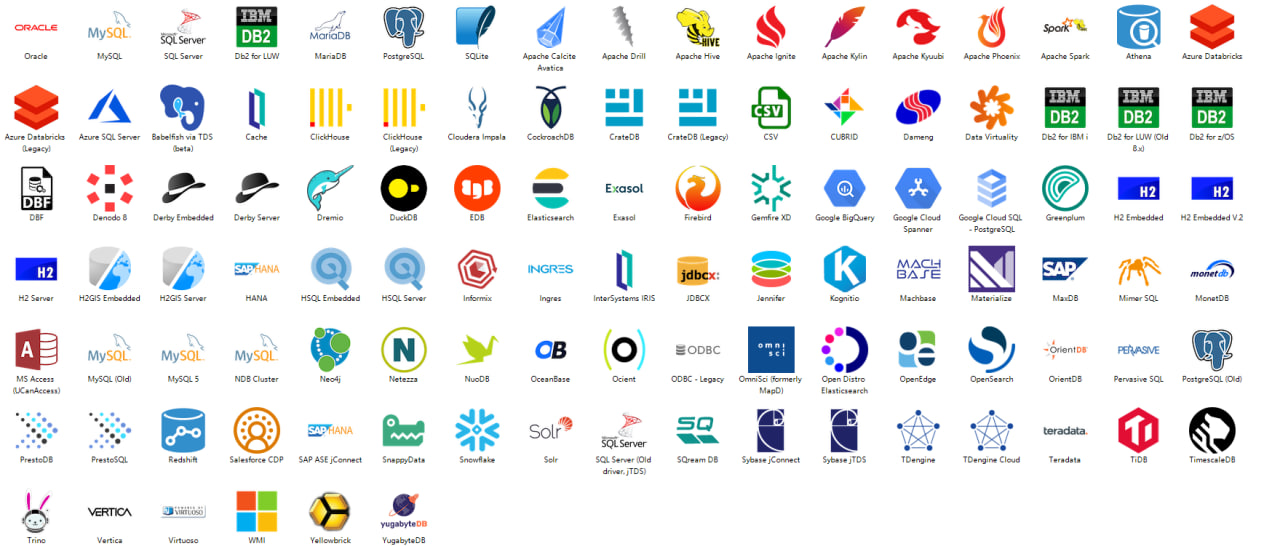 ORACLE
MySQL
Microsoft
SQL Server
IBM
DB2
MariaDB
HIVE
Spark
Oracle
MySQL
SQL Server
Db2 for LUW
MariaDB
PostgreSQL
SQLite
Apache Calcite
Avatica
Apache Drill
Apache Hive
Apache Ignite
Apache Kylin
Apache Kyuubi
Apache Phoenix
Apache Spark
Athena
Azure Databricks
CSV
IBM
DB2
IBM
DB2
IBM
DB2
Azure Databricks
(Legacy)
Azure SQL Server
Babelfish via TDS
(beta)
Cache
ClickHouse
ClickHouse
(Legacy)
Cloudera Impala
CockroachDB
CrateDB
CrateDB (Legacy)
CSV
CUBRID
Dameng
Data Virtuality
Db2 for IBM i
Db2 for LUW (Old
8.x)
Db2 for z/OS
DBF
Exasol
H2
H2
DBF
Denodo 8
Derby Embedded
Derby Server
Dremio
DuckDB
EDB
Elasticsearch
Exasol
Firebird
Gemfire XD
Google BigQuery
Google Cloud
Spanner
Google Cloud SQL
- PostgreSQL
Greenplum
H2 Embedded
H2 Embedded V.2
H2
SAP HANA
INGRES
jdbcx:
K
MACH
BASE
SAP
monetdb
H2 Server
H2GIS Embedded
H2GIS Server
HANA
HSQL Embedded
HSQL Server
Informix
Ingres
InterSystems IRIS
JDBCX
Jennifer
Kognitio
Machbase
Materialize
MaxDB
Mimer SQL
MonetDB
A
MySQL
MySQL
MySQL
N
OB
ODBC
omni
sci
OrientDB
PERVASIVE
MS Access
(UCanAccess)
MySQL (Old)
MySQL 5
NDB Cluster
Neo4j
Netezza
NuoDB
OceanBase
Ocient
ODBC - Legacy
OmniSci (formerly
MapD)
Open Distro
Elasticsearch
OpenEdge
OpenSearch
OrientDB
Pervasive SQL
PostgreSQL (Old)
SAP HANA
Solr
Microsoft
SQL Server
SQ
teradata.
PrestoDB
PrestoSQL
Redshift
Salesforce CDP
SAP ASE jConnect
SnappyData
Snowflake
Solr
SQL Server (Old
driver, jTDS)
SQream DB
Sybase jConnect
Sybase jTDS
TDengine
TDengine Cloud
Teradata
TiDB
TimescaleDB
VERTICA
POWERED BY
VIRTUOSO
yugabyteDB
Trino
Vertica
Virtuoso
WMI
Yellowbrick
YugabyteDB